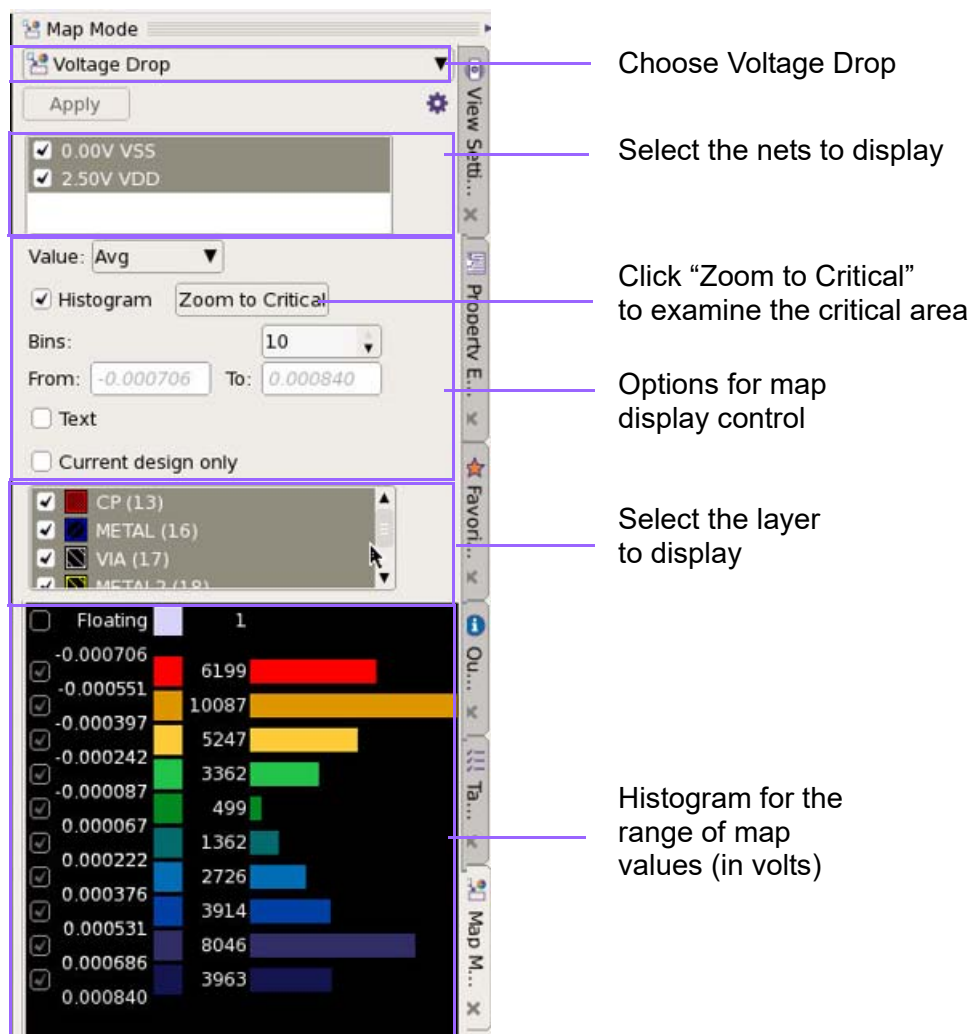 Map Mode
Voltage Drop
Choose Voltage Drop
Apply
0.00V VSS
2.50V VDD
Select the nets to display
Value: Avg
Histogram Zoom to Critical
Click “Zoom to Critical”
to examine the critical area
Bins: 10
From: -0.000706 To: 0.000840
Text
Current design only
Options for map
display control
CP (13)
METAL (16)
VIA (17)
METAL2 (18)
Select the layer
to display
Floating 1
-0.000706
6199
-0.000551
10087
-0.000397
5247
-0.000242
3362
-0.000087
499
0.000067
1362
0.000222
2726
0.000376
3914
0.000531
8046
0.000686
3963
0.000840
Histogram for the
range of map
values (in volts)
View Setti...
Property E...
Favori...
Ou...
Ta...
Map M...